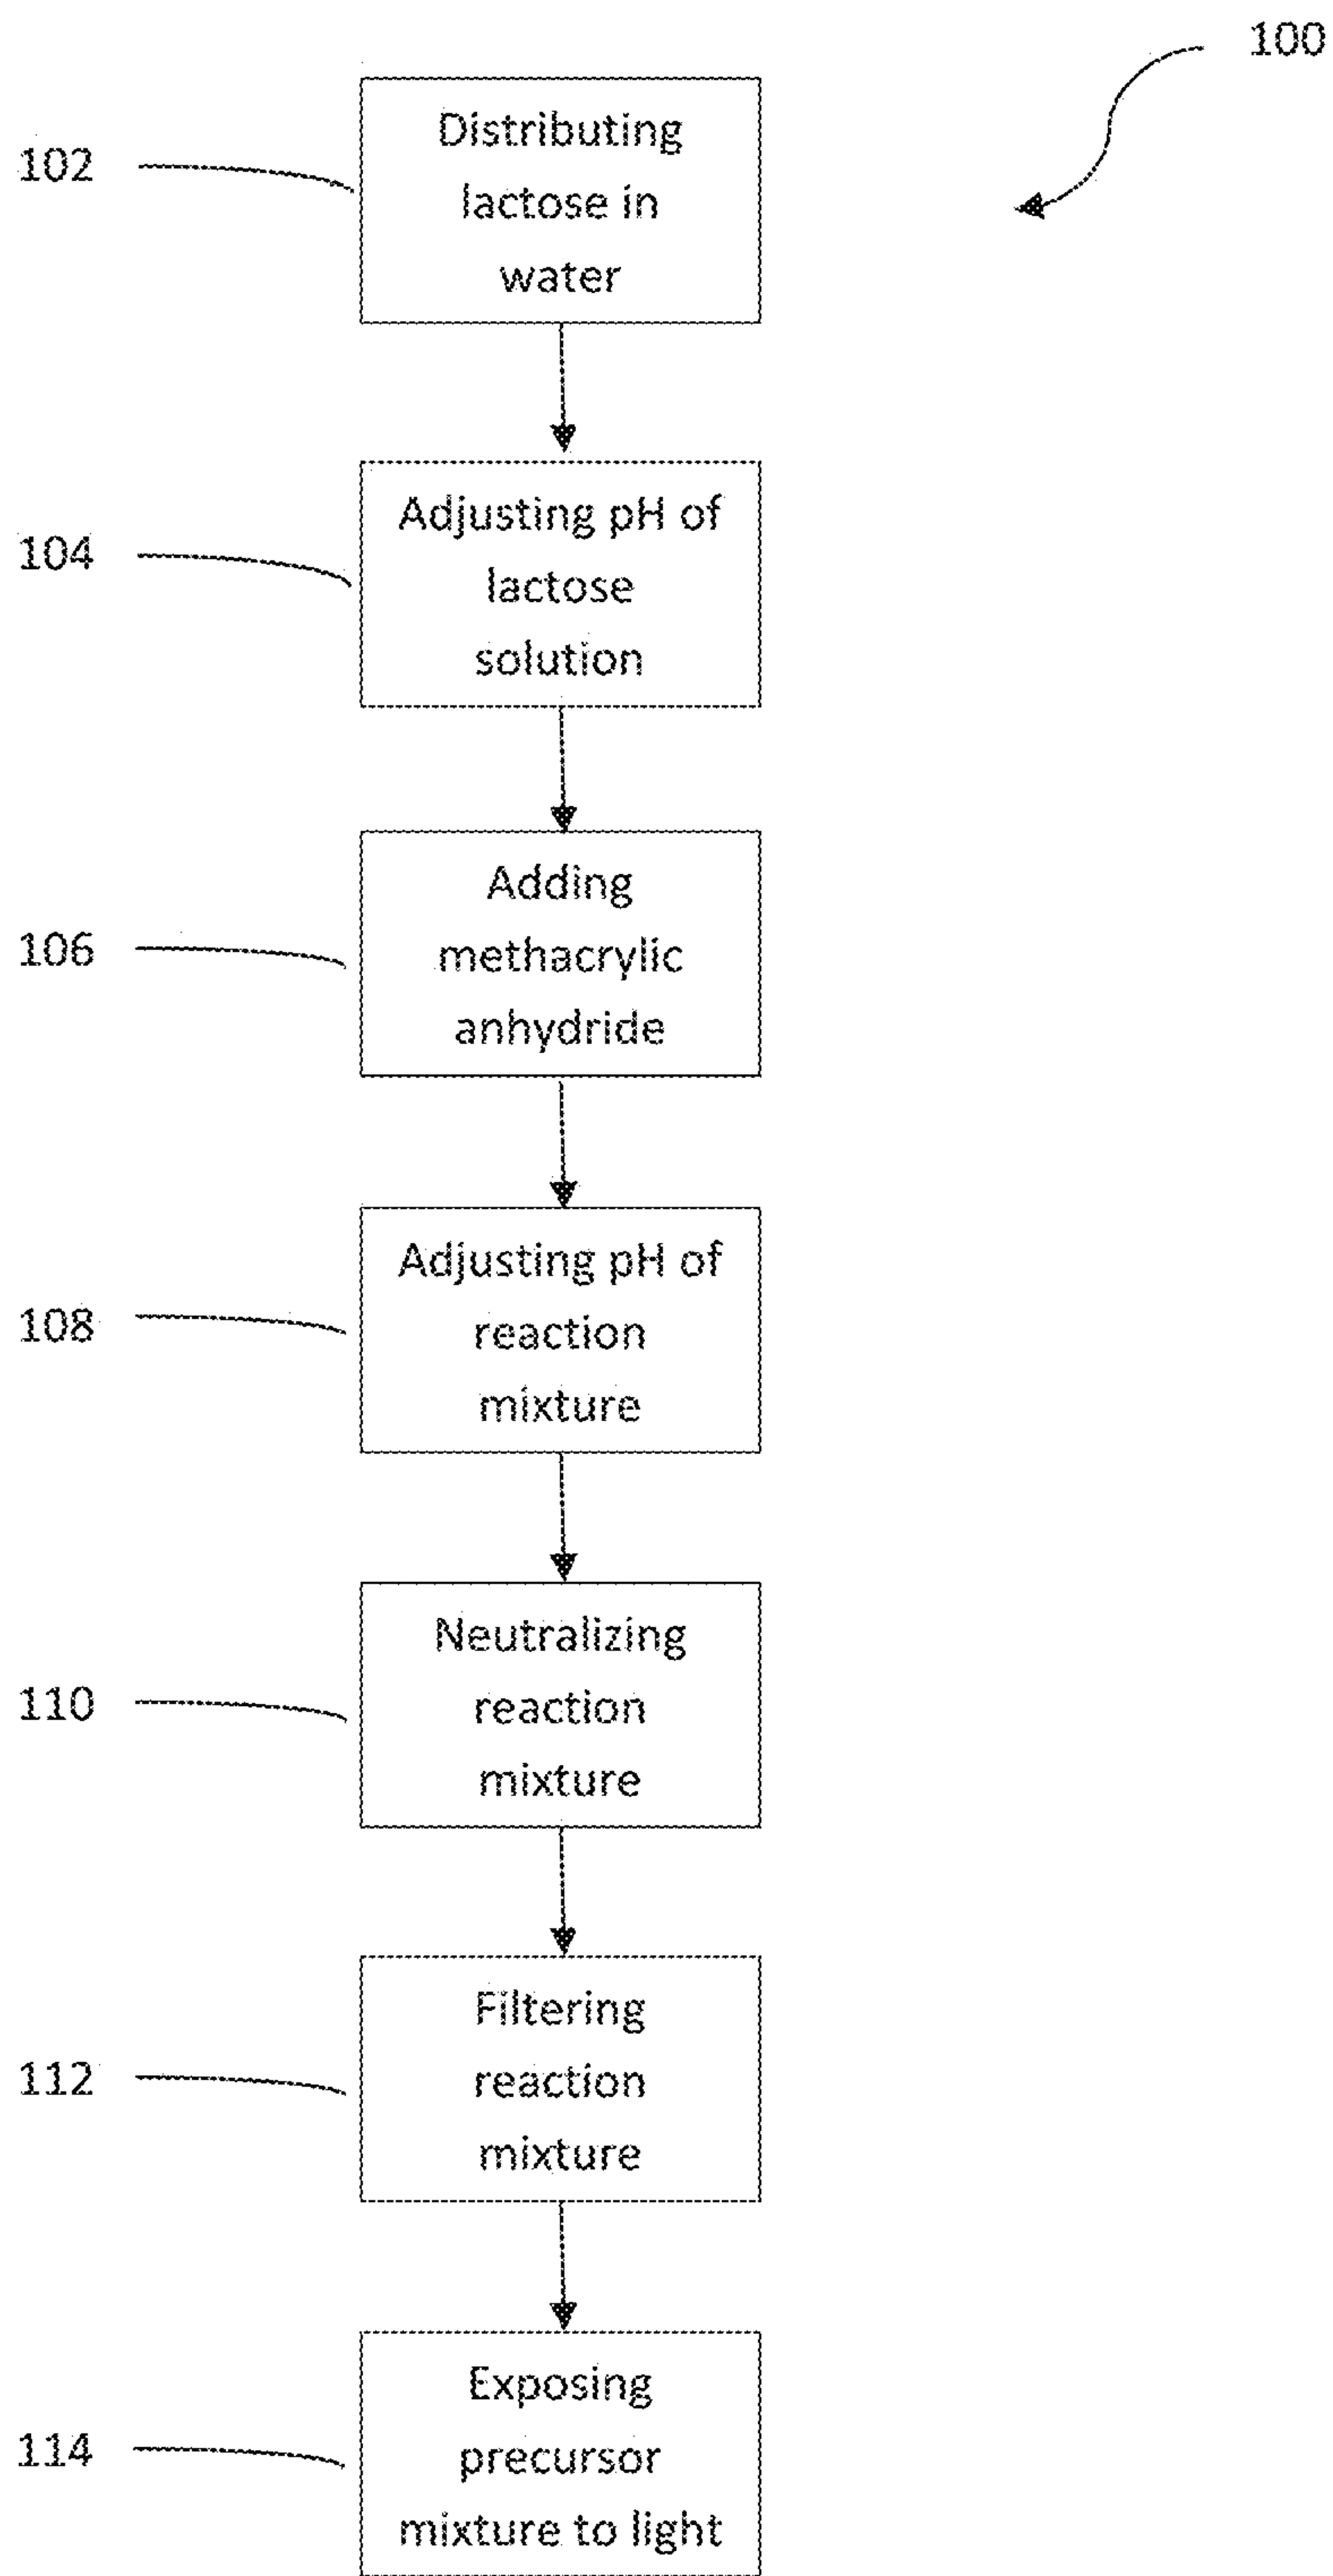 100
102
Distributing
lactose in
water
104
Adjusting pH of
lactose
solution
106
Adding
methacrylic
anhydride
108
Adjusting pH of
reaction
mixture
110
Neutralizing
reaction
mixture
112
Filtering
reaction
mixture
114
Exposing
precursor
mixture to light